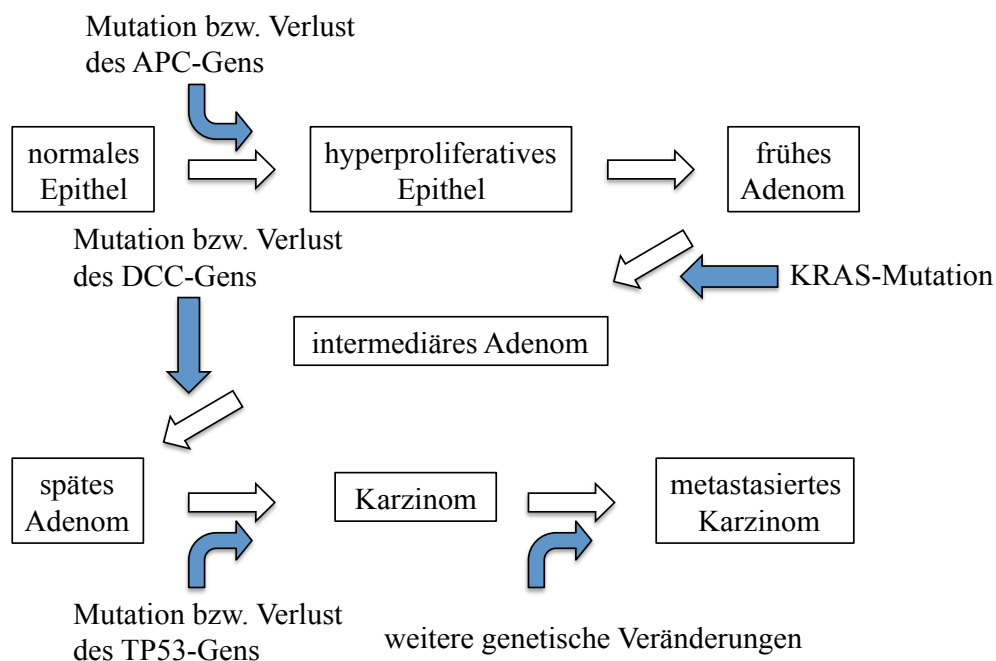 Mutation bzw. Verlust
des APC-Gens
normales
Epithel
hyperproliferatives
Epithel
frühes
Adenom
Mutation bzw. Verlust
des DCC-Gens
KRAS-Mutation
intermediäres Adenom
spätes
Adenom
Karzinom
metastasiertes
Karzinom
Mutation bzw. Verlust
des TP53-Gens
weitere genetische Veränderungen